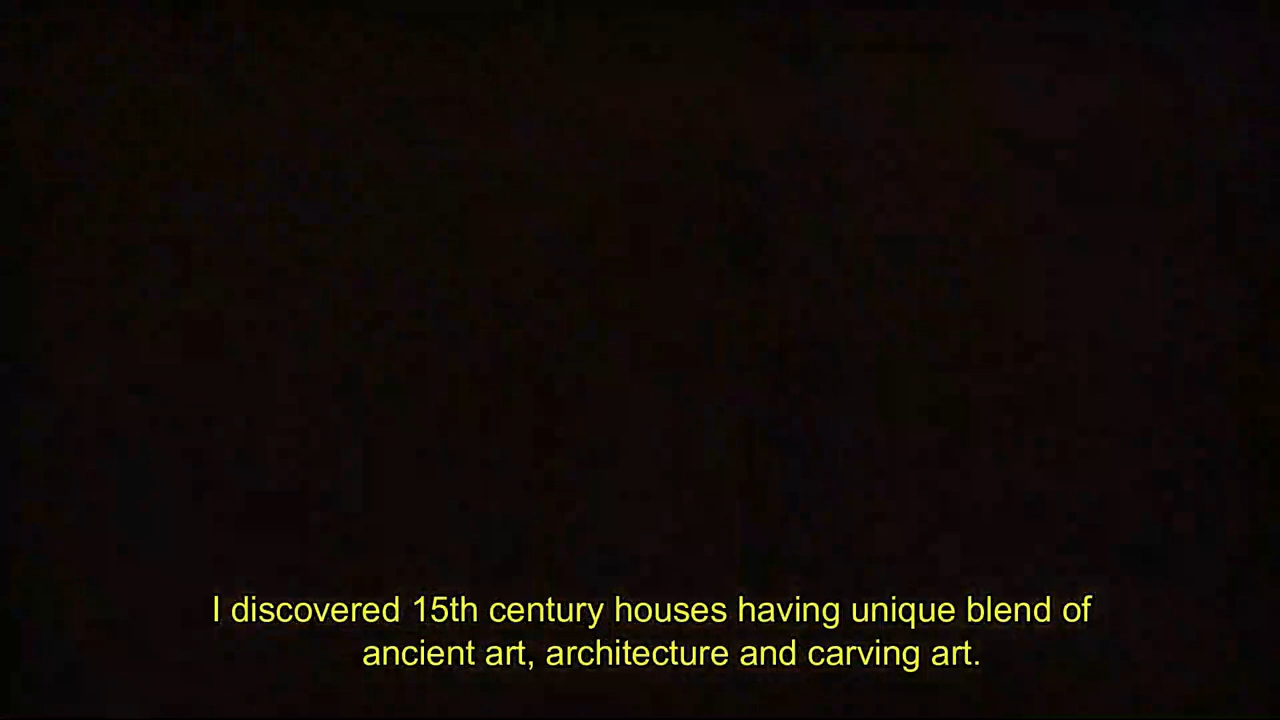 I discovered 15th century houses having unique blend of
ancient art, architecture and carving art.